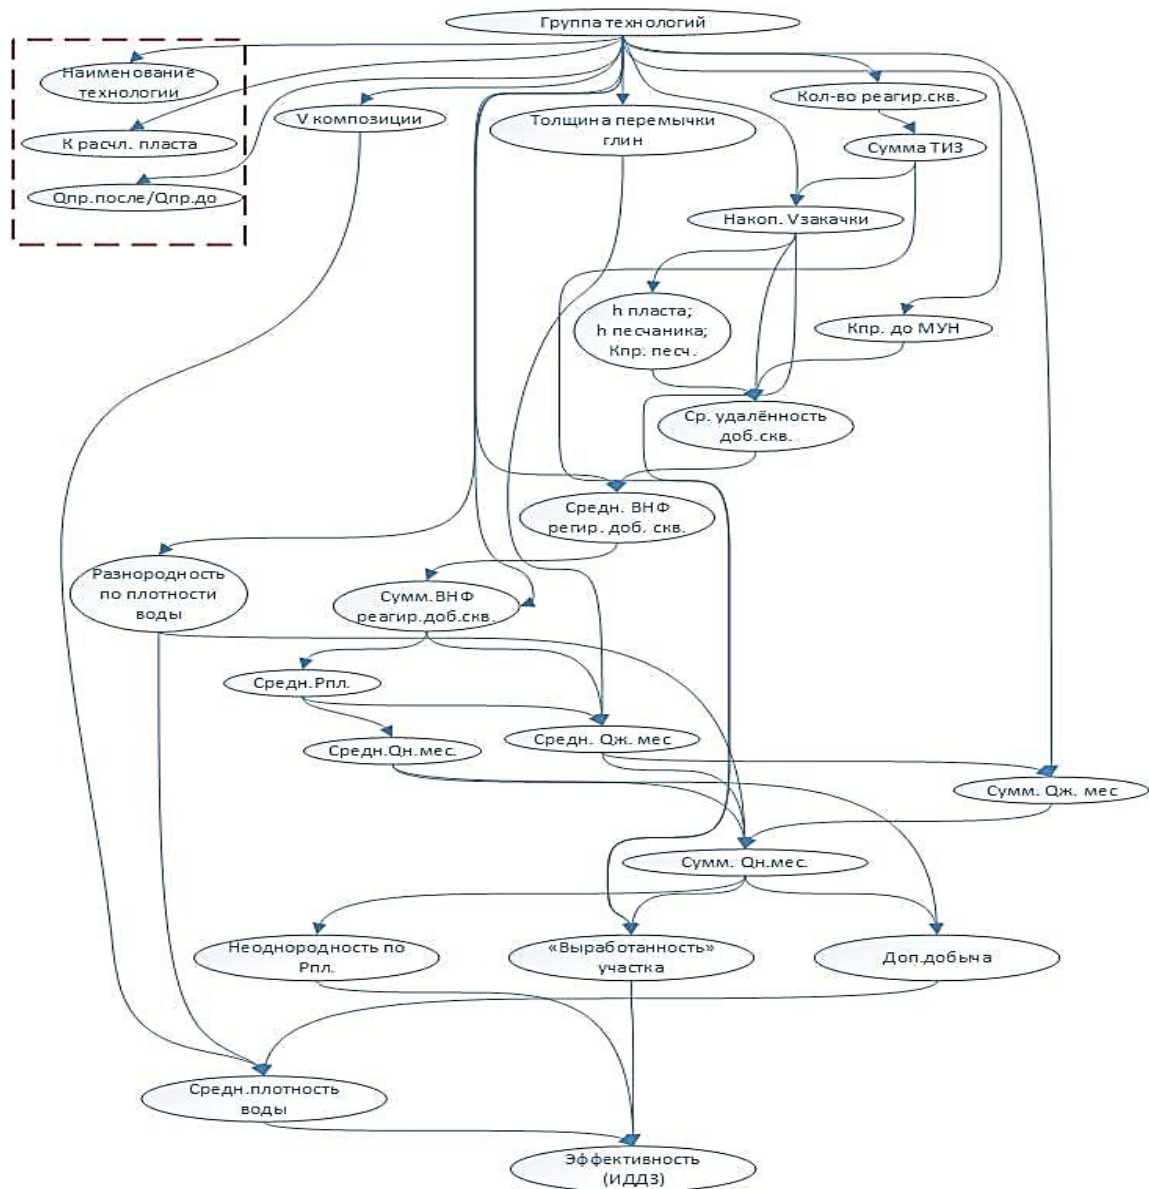 Группа технологий
Наименование
технологии
Кол-во реагир.скв.
V композиции
Толщина перемычки
глин
К расчл. пласта
Сумма ТИЗ
Qпр.после/Qпр.до
Накоп. Vзакачки
h пласта;
h песчаника;
Кпр. песч.
Кпр. до МУН
Ср. удалённость
доб.скв.
Средн. ВНФ
регир. доб. скв.
Разнородность
по плотности
воды
Сумм.ВНФ
реагир.доб.скв.
Средн.Рпл.
Средн.Qн.мес.
Средн. Qж. мес
Сумм. Qж. мес
Сумм. Qн.мес.
Неоднородность по
Рпл.
«Выработанность»
участка
Доп.добыча
Средн.плотность
воды
Эффективность
(ИДДЗ)